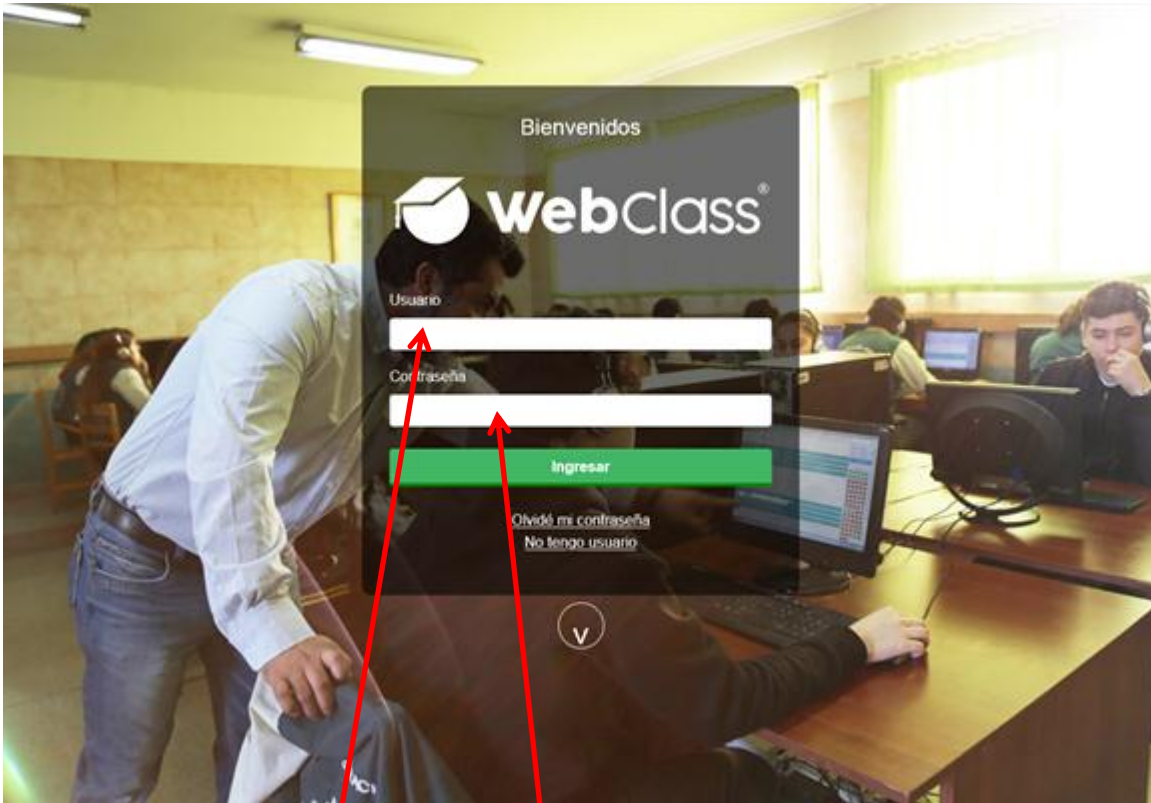 Bienvenidos
webClass®
Usuario
Contraseña
Ingresar
Olvidé mi contraseña
No tengo usuario
v